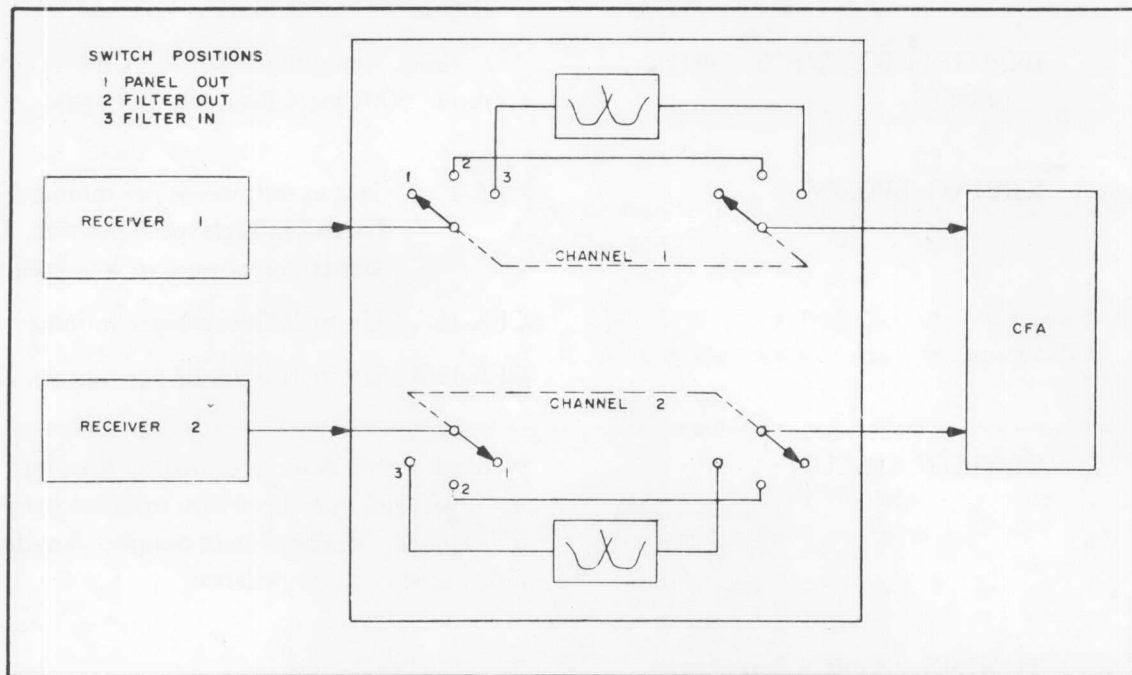 SWITCH POSITIONS
1 PANEL OUT
2 FILTER OUT
3 FILTER IN
2
1
3
RECEIVER 1
CHANNEL 1
CFA
CHANNEL 2
RECEIVER 2
3
1
2